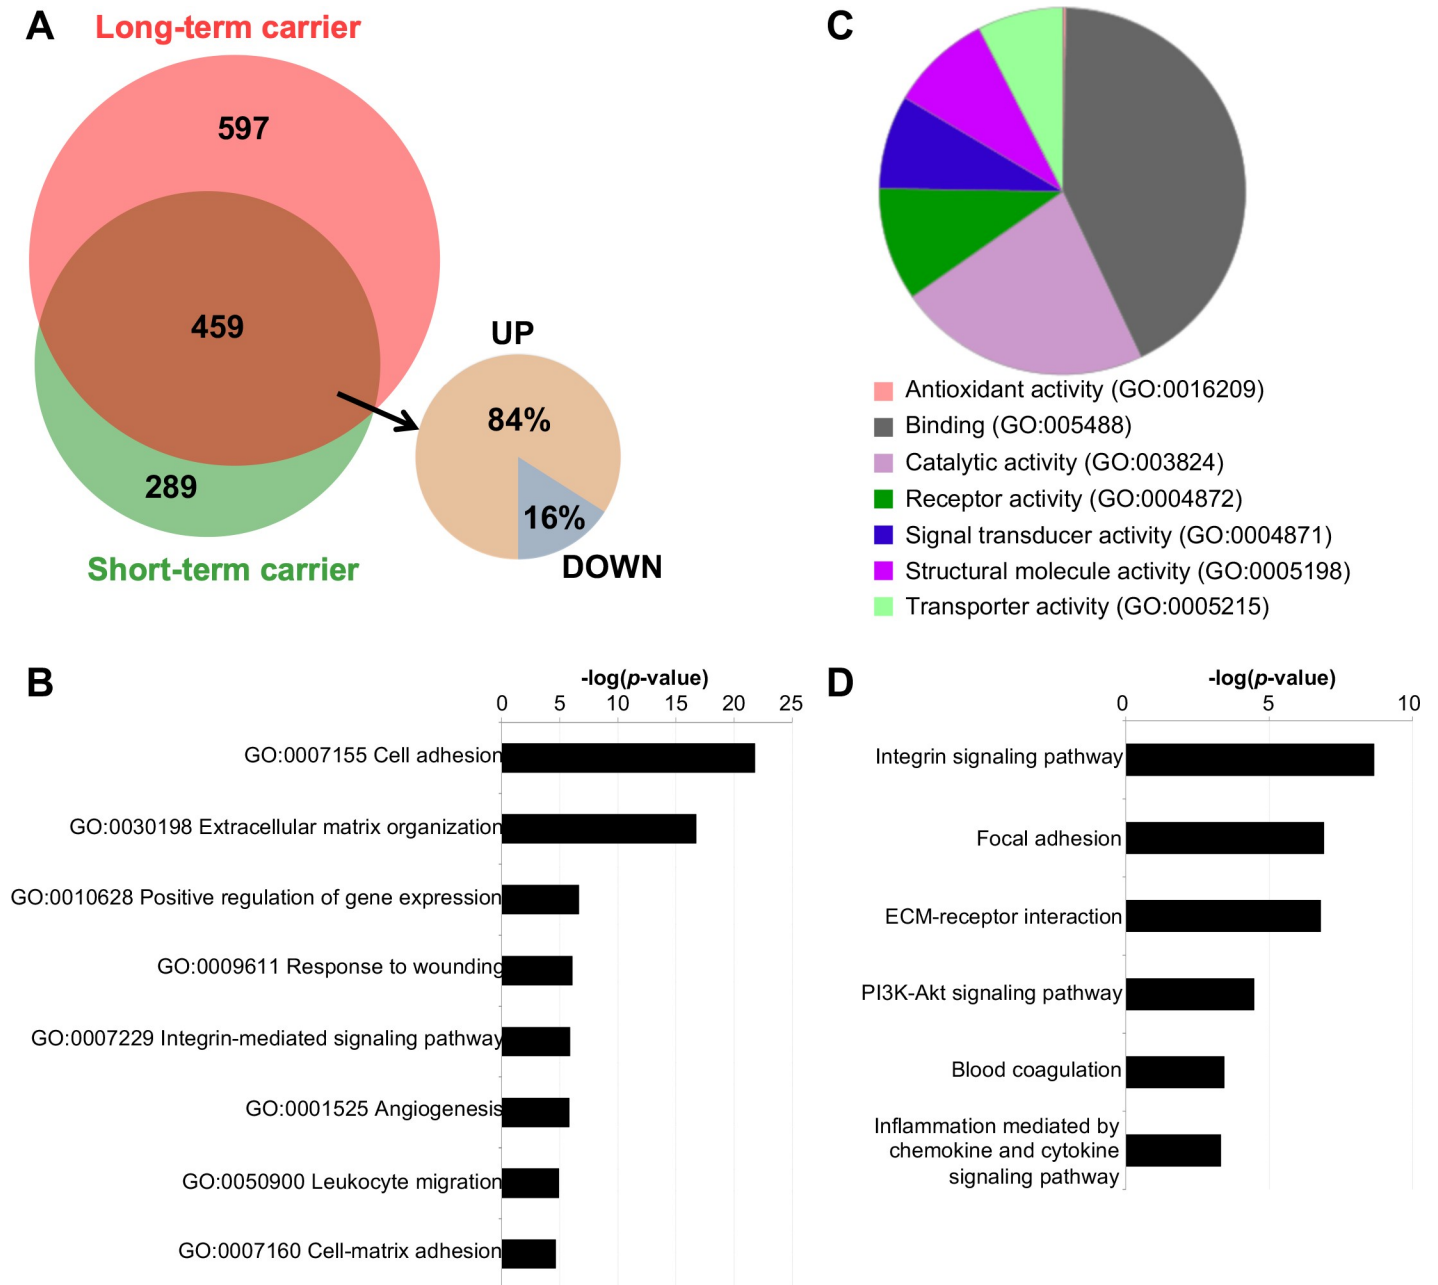 A
Long-term carrier
597
459
289
Short-term carrier
UP
84%
16%
DOWN
C
Antioxidant activity (GO:0016209)
Binding (GO:005488)
Catalytic activity (GO:003824)
Receptor activity (GO:0004872)
Signal transducer activity (GO:0004871)
Structural molecule activity (GO:0005198)
Transporter activity (GO:0005215)
B
-log(p-value)
0 5 10 15 20 25
GO:0007155 Cell adhesion
GO:0030198 Extracellular matrix organization
GO:0010628 Positive regulation of gene expression
GO:0009611 Response to wounding
GO:0007229 Integrin-mediated signaling pathway
GO:0001525 Angiogenesis
GO:0050900 Leukocyte migration
GO:0007160 Cell-matrix adhesion
D
-log(p-value)
0 5 10
Integrin signaling pathway
Focal adhesion
ECM-receptor interaction
PI3K-Akt signaling pathway
Blood coagulation
Inflammation mediated by
chemokine and cytokine
signaling pathway